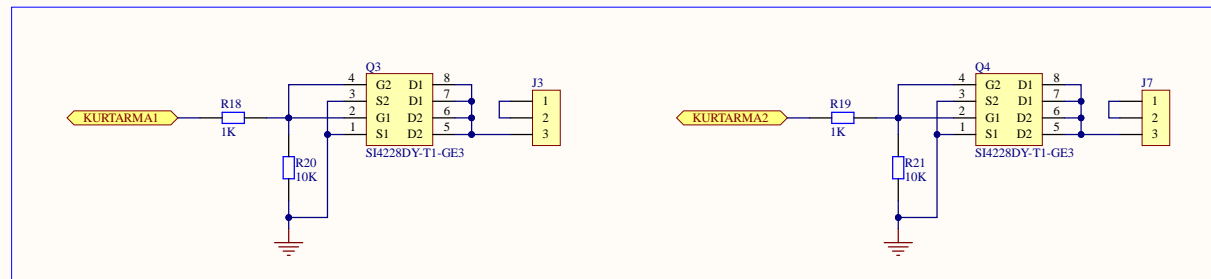 Q3
4 G2 D1 8
3 S2 D1 7
2 G1 D2 6
1 S1 D2 5
SI4228DY-T1-GE3
KURTARMA1
R18
1K
R20
10K
J3
1
2
3
Q4
4 G2 D1 8
3 S2 D1 7
2 G1 D2 6
1 S1 D2 5
SI4228DY-T1-GE3
KURTARMA2
R19
1K
R21
10K
J7
1
2
3